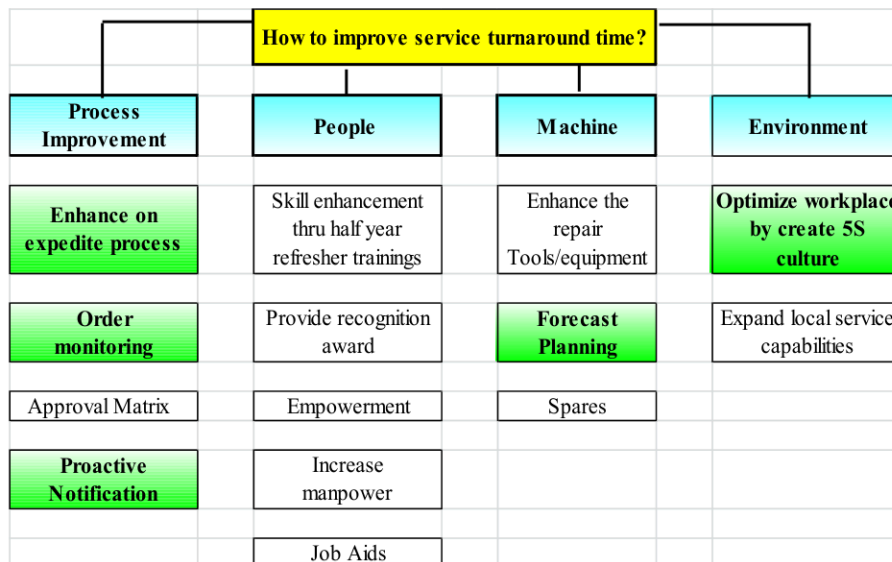 How to improve service turnaround time?
Process
Improvement
People
Machine
Environment
Enhance on
expedite process
Skill enhancement
thru half year
refresher trainings
Enhance the
repair
Tools/equipment
Optimize workplace
by create 5S
culture
Order
monitoring
Provide recognition
award
Forecast
Planning
Expand local service
capabilities
Approval Matrix
Empowerment
Spares
Proactive
Notification
Increase
manpower
Job Aids